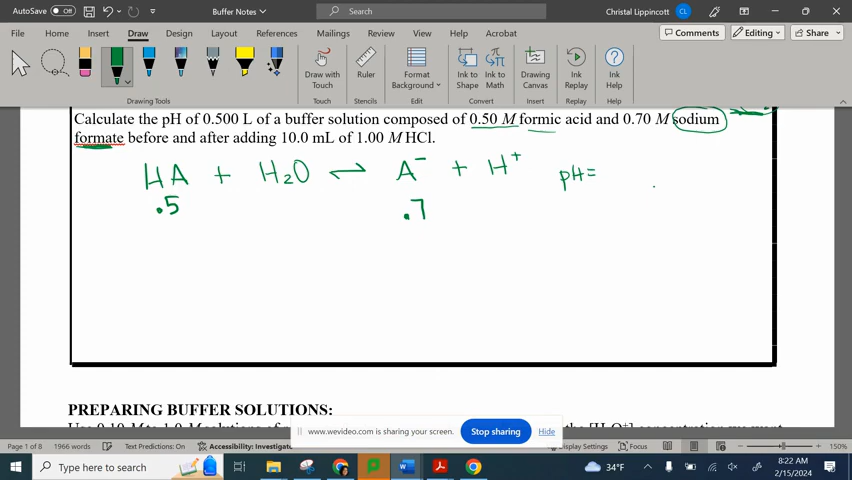 AutoSave Off Buffer Notes Search Christal Lippincott CL
File Home Insert Draw Design Layout References Mailings Review View Acrobat Comments Editing Share
Draw with Touch Ruler Format Background Ink to Shape Ink to Math Drawing Canvas Ink Replay Ink Help
Drawing Tools Convert Insert Replay Help
Calculate the pH of 0.500 L of a buffer solution composed of 0.50 M formic acid and 0.70 M sodium
formate before and after adding 10.0 mL of 1.00 M HCl.
HA + H₂O ⇌ A⁻ + H⁺ pH=
.5 .7
PREPARING BUFFER SOLUTIONS:
www.wevideo.com is sharing your screen. Stop sharing Hide
Page 1 of 8 1966 words Text Predictions: On Accessibility: Investigate Focus 150%
Type here to search 34°F 8:22 AM
2/15/2024